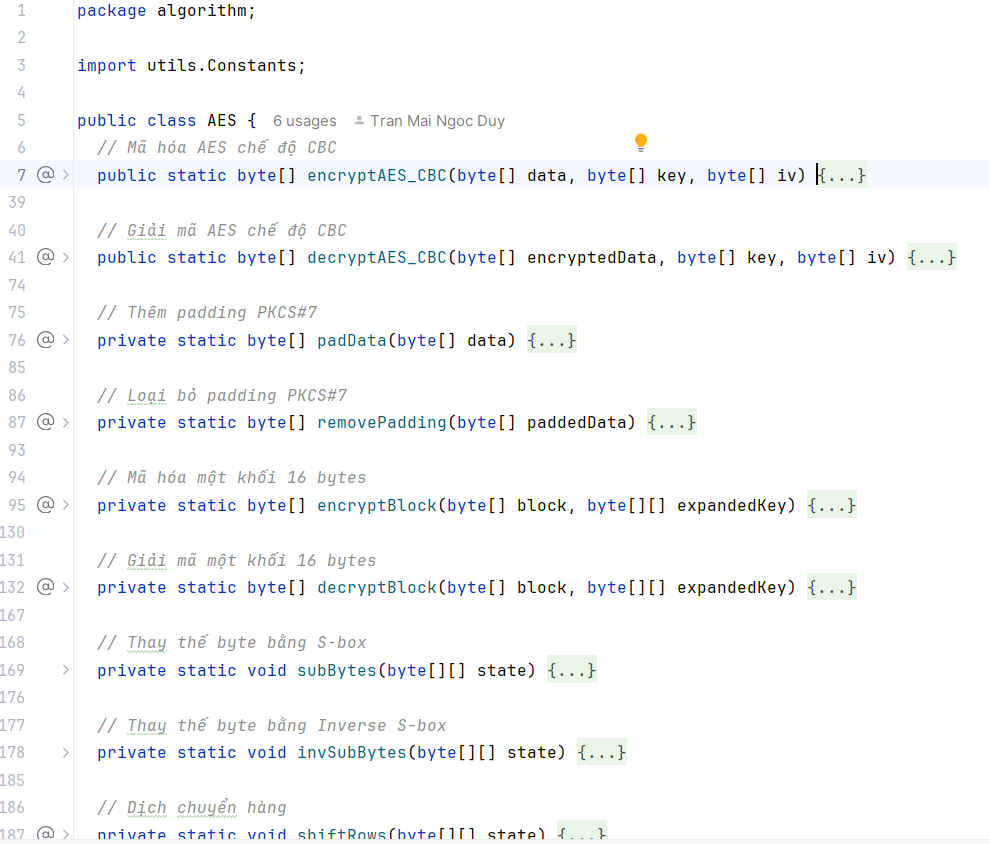 1 package algorithm;
2
3 import utils.Constants;
4
5 public class AES { 6 usages Tran Mai Ngoc Duy
6 // Mã hóa AES chế độ CBC
7 @ public static byte[] encryptAES_CBC(byte[] data, byte[] key, byte[] iv) {...}
39
40 // Giải mã AES chế độ CBC
41 @ public static byte[] decryptAES_CBC(byte[] encryptedData, byte[] key, byte[] iv) {...}
74
75 // Thêm padding PKCS#7
76 @ private static byte[] padData(byte[] data) {...}
85
86 // Loại bỏ padding PKCS#7
87 @ private static byte[] removePadding(byte[] paddedData) {...}
93
94 // Mã hóa một khối 16 bytes
95 @ private static byte[] encryptBlock(byte[] block, byte[][] expandedKey) {...}
130
131 // Giải mã một khối 16 bytes
132 @ private static byte[] decryptBlock(byte[] block, byte[][] expandedKey) {...}
167
168 // Thay thế byte bằng S-box
169 private static void subBytes(byte[][] state) {...}
176
177 // Thay thế byte bằng Inverse S-box
178 private static void invSubBytes(byte[][] state) {...}
185
186 // Dịch chuyển hàng
187 @ private static void shiftRows(byte[][] state) {...}